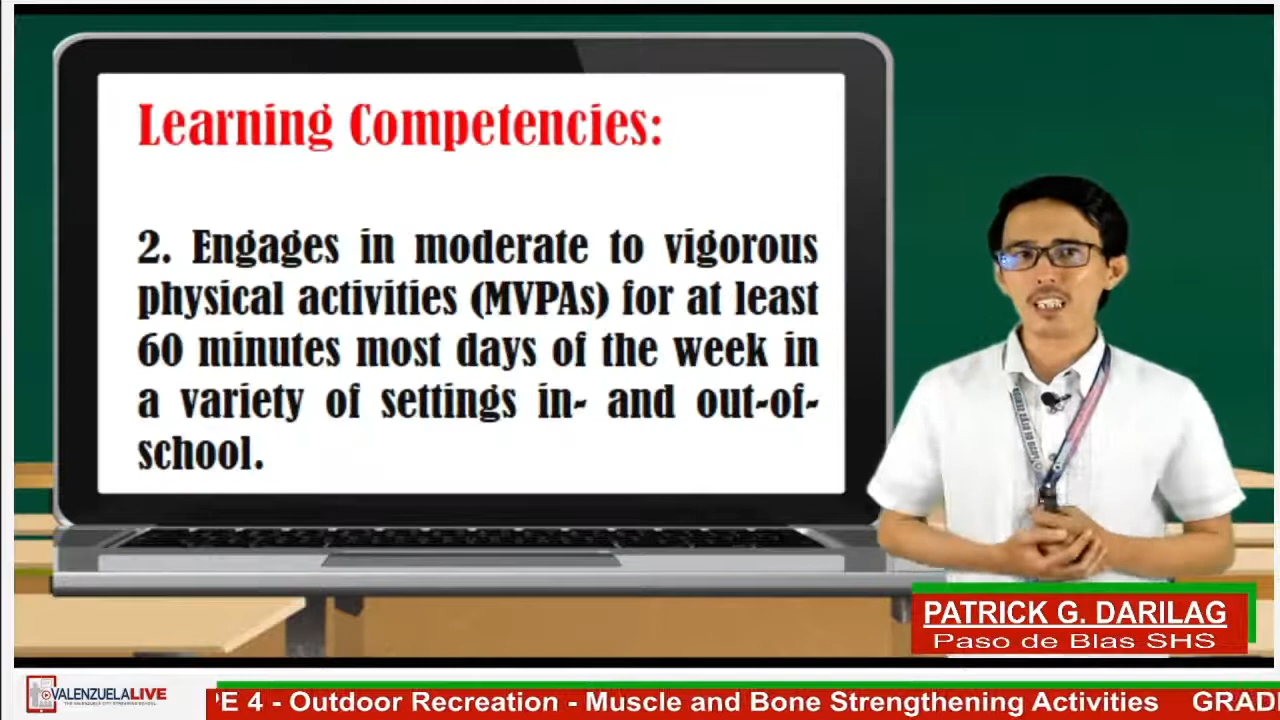 Learning Competencies:
2. Engages in moderate to vigorous
physical activities (MVPAs) for at least
60 minutes most days of the week in
a variety of settings in- and out-of-
school.
PATRICK G. DARILAG
Paso de Blas SHS
VALENZUELALIVE
THE VALENZUELA CITY STREAMING SCHOOL
PE 4 - Outdoor Recreation - Muscle and Bone Strengthening Activities GRAD